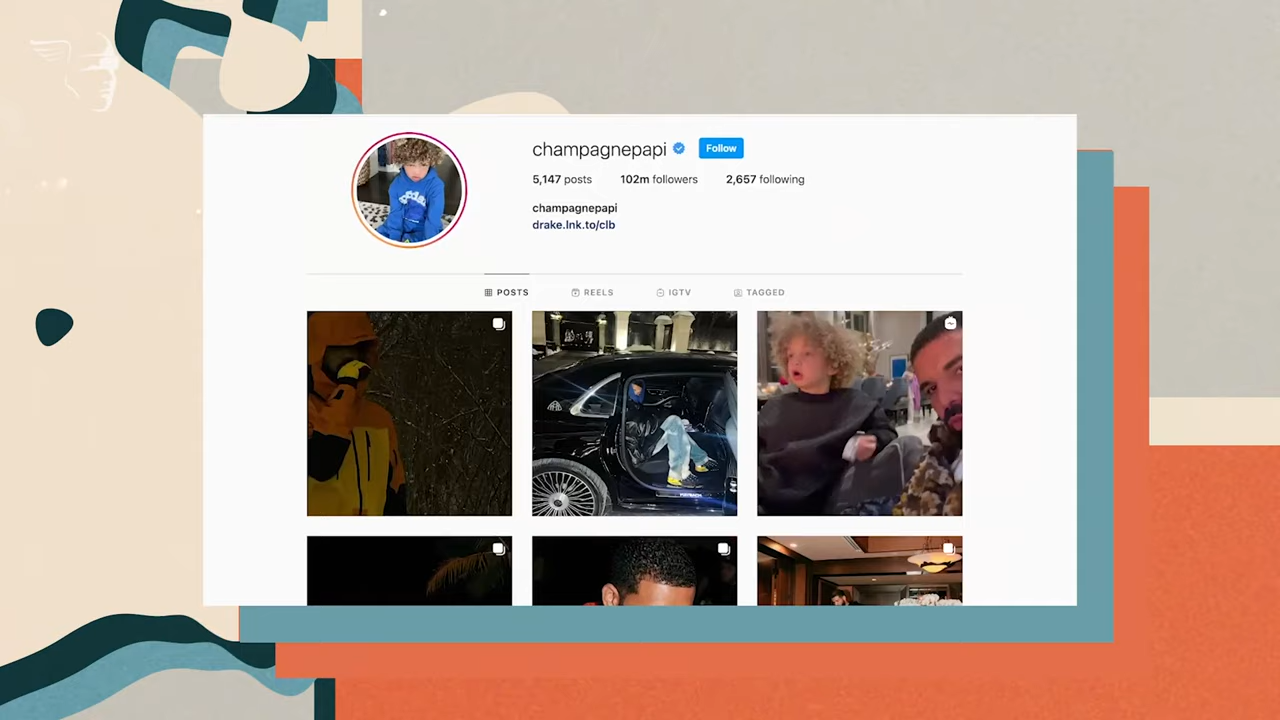 champagnepapi Follow
5,147 posts 102m followers 2,657 following
champagnepapi
drake.lnk.to/clb
POSTS REELS IGTV TAGGED